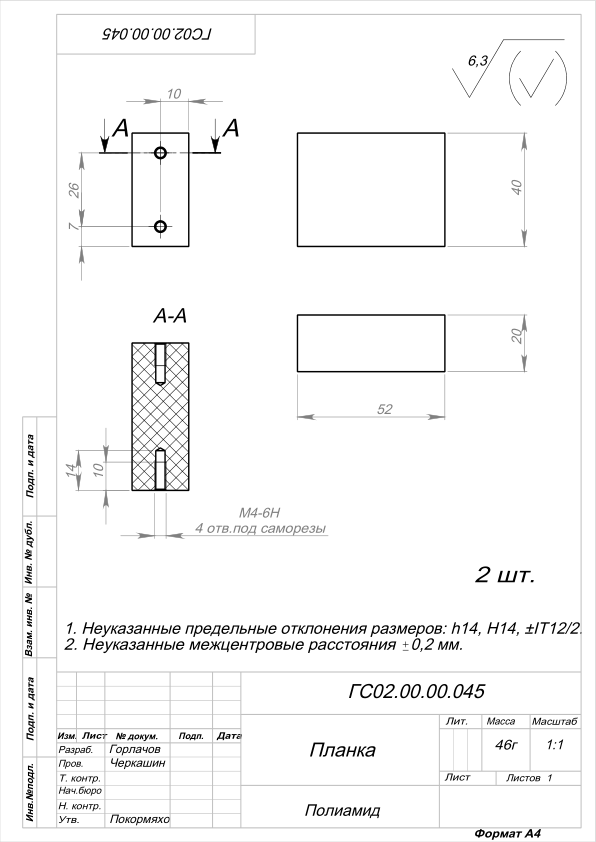 ГС02.00.00.045
6,3
10
А А
26
7
40
А-А
20
52
14
10
М4-6Н
4 отв.под саморезы
2 шт.
1. Неуказанные предельные отклонения размеров: h14, H14, ±IT12/2.
2. Неуказанные межцентровые расстояния ±0,2 мм.
Подп. и дата
Инв. № дубл.
Взам. инв. №
Подп. и дата
Инв.№подл.
ГС02.00.00.045
Изм. Лист № докум. Подп. Дата
Разраб. Горлачов
Пров. Черкашин
Т. контр.
Нач.бюро
Н. контр.
Утв. Покормяхо
Планка
Лит. Масса Масштаб
46г 1:1
Лист Листов 1
Полиамид
Формат А4